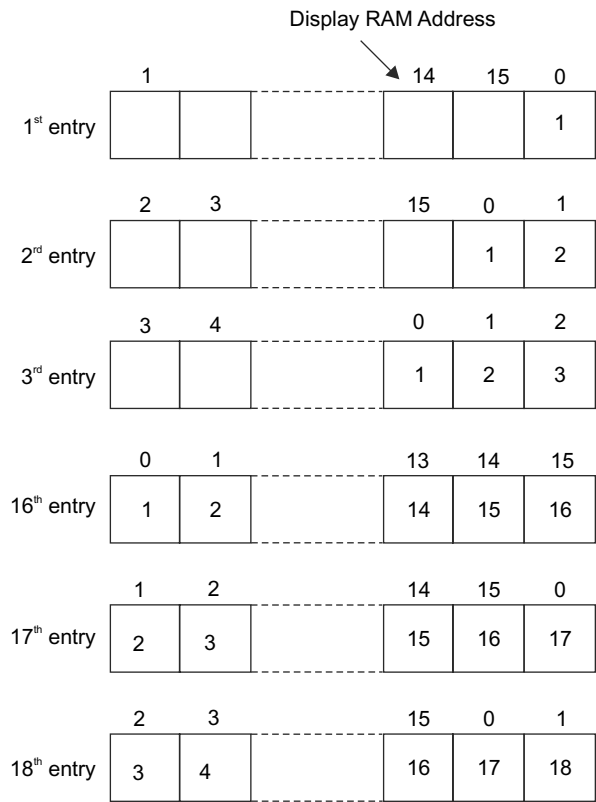 Display RAM Address
1 14 15 0
1st entry 1
2 3 15 0 1
2rd entry 1 2
3 4 0 1 2
3rd entry 1 2 3
0 1 13 14 15
16th entry 1 2 14 15 16
1 2 14 15 0
17th entry 2 3 15 16 17
2 3 15 0 1
18th entry 3 4 16 17 18